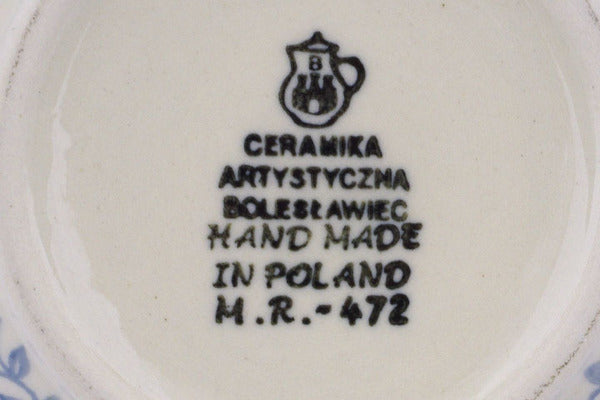 B
CERAMIKA
ARTYSTYCZNA
BOLESŁAWIEC
HAND MADE
IN POLAND
M.R.-472